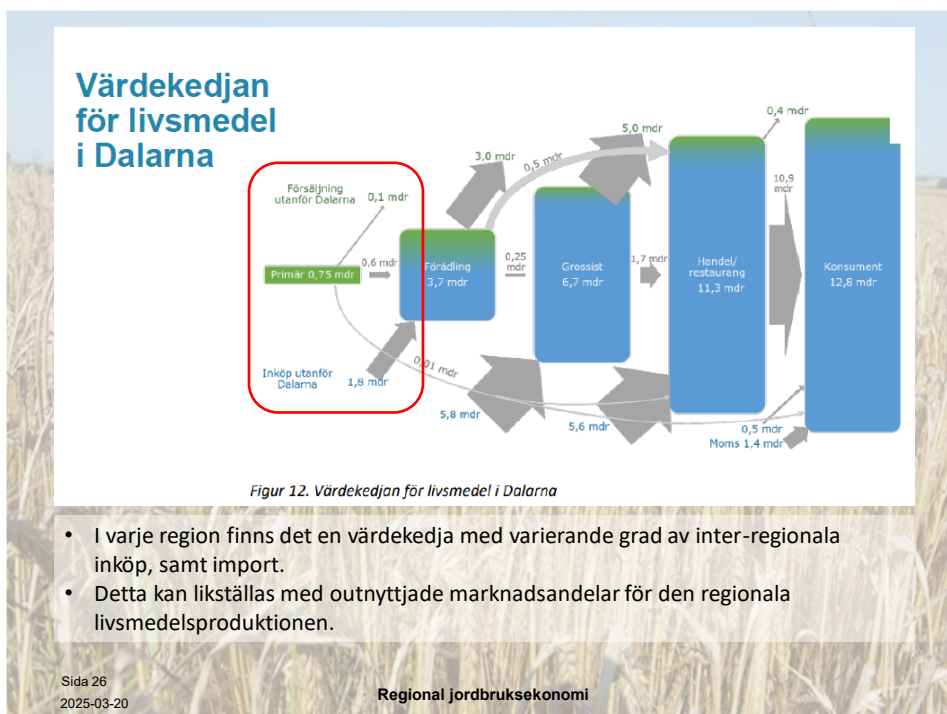 Värdekedjan
för livsmedel
i Dalarna
Försäljning
utanför Dalarna
0,1 mdr
Primär 0,75 mdr
0,6 mdr
Inköp utanför
Dalarna
1,8 mdr
3,0 mdr
0,5 mdr
Förädling
3,7 mdr
0,25
mdr
0,01 mdr
5,0 mdr
Grossist
6,7 mdr
5,8 mdr
1,7 mdr
5,6 mdr
0,4 mdr
Handel/
restaurang
11,3 mdr
10,9
mdr
0,5 mdr
Moms 1,4 mdr
Konsument
12,8 mdr
Figur 12. Värdekedjan för livsmedel i Dalarna
• I varje region finns det en värdekedja med varierande grad av inter-regionala
inköp, samt import.
• Detta kan likställas med outnyttjade marknadsandelar för den regionala
livsmedelsproduktionen.
Sida 26
2025-03-20
Regional jordbruksekonomi